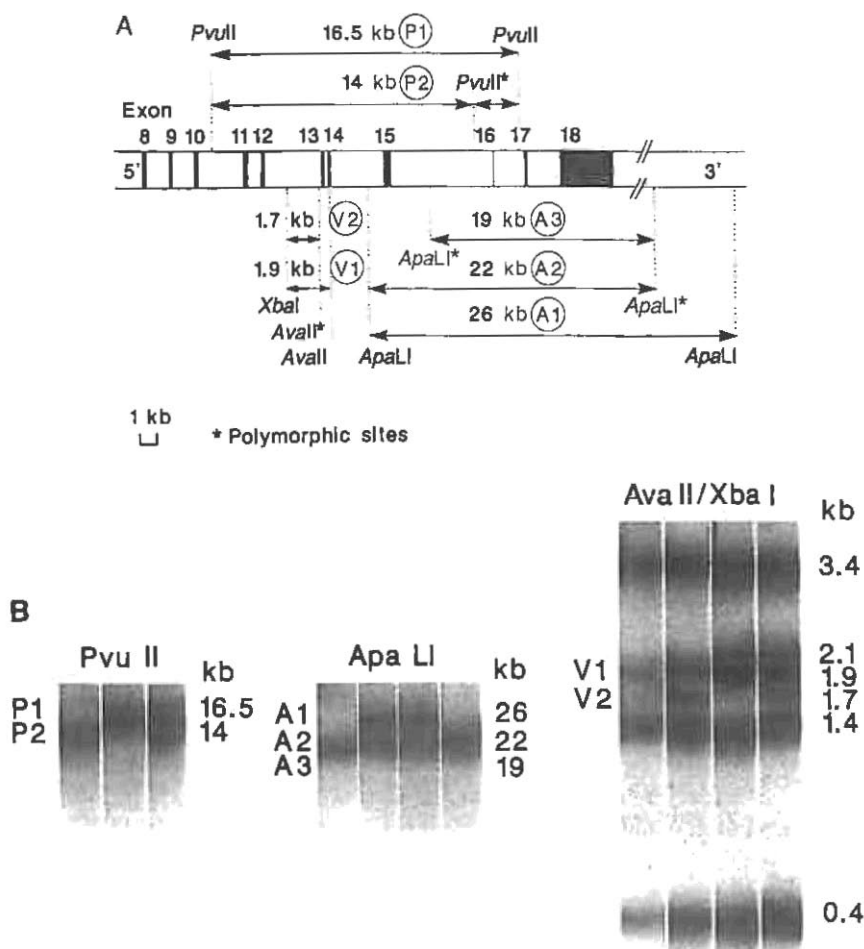 A
PvuII 16.5 kb P1 PvuII
14 kb P2 PvuII*
Exon
8 9 10 11 12 13 14 15 16 17 18
5' 3'
1.7 kb V2 19 kb A3
ApaLI*
1.9 kb V1 22 kb A2
XbaI ApaLI*
26 kb A1
AvaII*
AvaII ApaLI ApaLI
1 kb
* Polymorphic sites
B
Pvu II kb
P1 16.5
P2 14
Apa LI kb
A1 26
A2 22
A3 19
Ava II/Xba I
kb
3.4
2.1
V1 1.9
V2 1.7
1.4
0.4